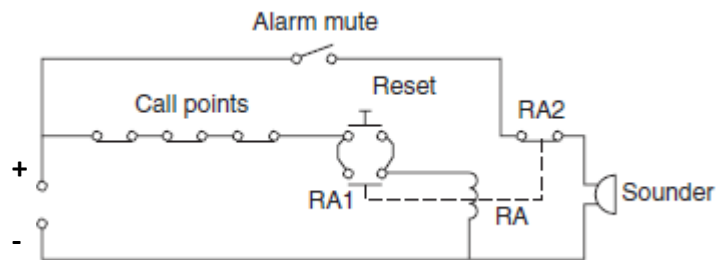 Alarm mute
Call points
Reset
RA2
+
RA1
RA
Sounder
-